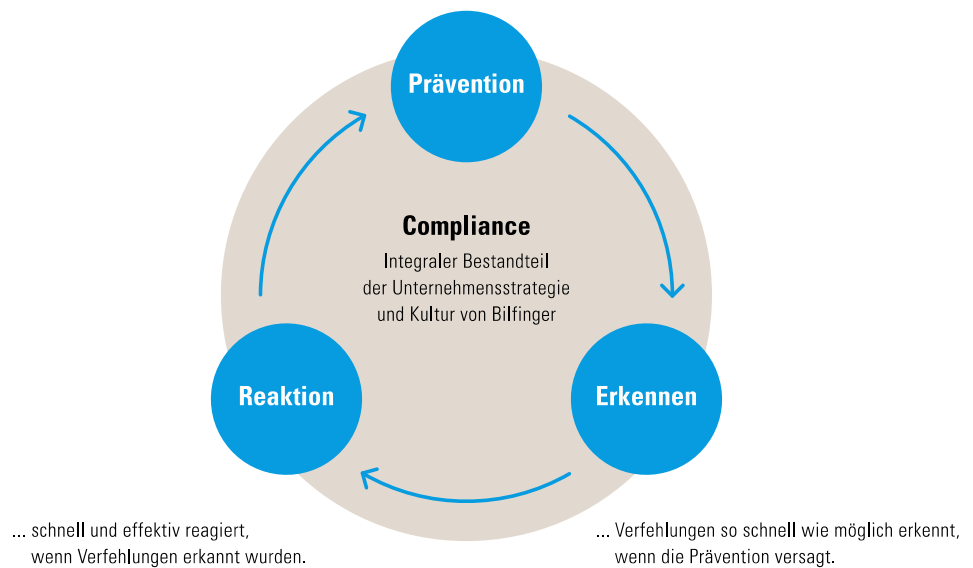 Prävention
Compliance
Integraler Bestandteil
der Unternehmensstrategie
und Kultur von Bilfinger
Reaktion
Erkennen
... schnell und effektiv reagiert,
wenn Verfehlungen erkannt wurden.
... Verfehlungen so schnell wie möglich erkennt,
wenn die Prävention versagt.